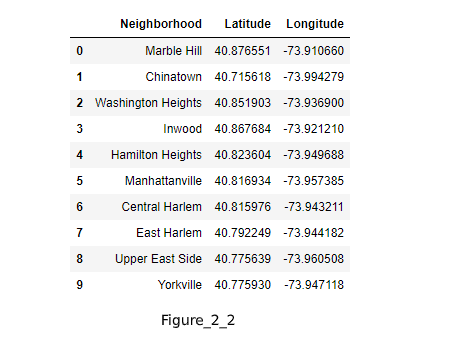 Neighborhood Latitude Longitude
0 Marble Hill 40.876551 -73.910660
1 Chinatown 40.715618 -73.994279
2 Washington Heights 40.851903 -73.936900
3 Inwood 40.867684 -73.921210
4 Hamilton Heights 40.823604 -73.949688
5 Manhattanville 40.816934 -73.957385
6 Central Harlem 40.815976 -73.943211
7 East Harlem 40.792249 -73.944182
8 Upper East Side 40.775639 -73.960508
9 Yorkville 40.775930 -73.947118
Figure_2_2